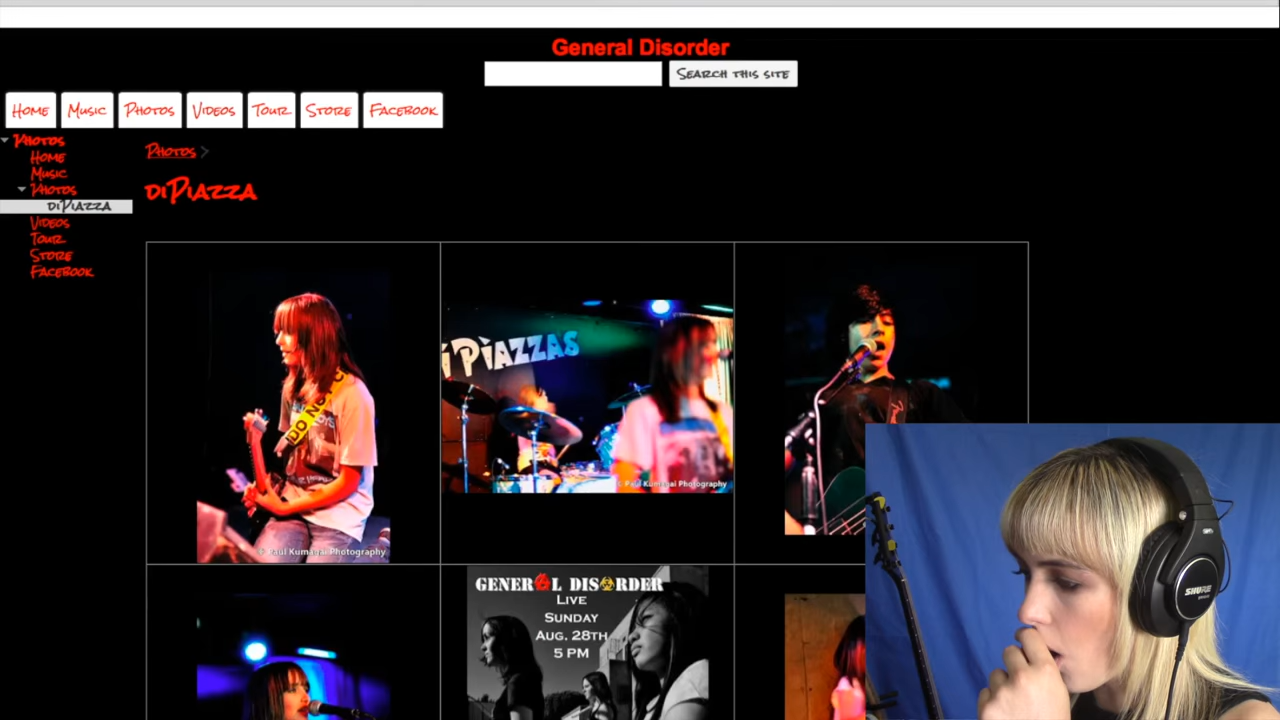 General Disorder
Search this site
Home Music Photos Videos Tour Store Facebook
Photos
Home
Music
Photos
diPiazza
Videos
Tour
Store
Facebook
Photos
diPiazza
DO NO
iPiazzas
© Paul Kumagai Photography
© Paul Kumagai Photography
GENERAL DISORDER
LIVE
SUNDAY
AUG. 28TH
5 PM
SHURE